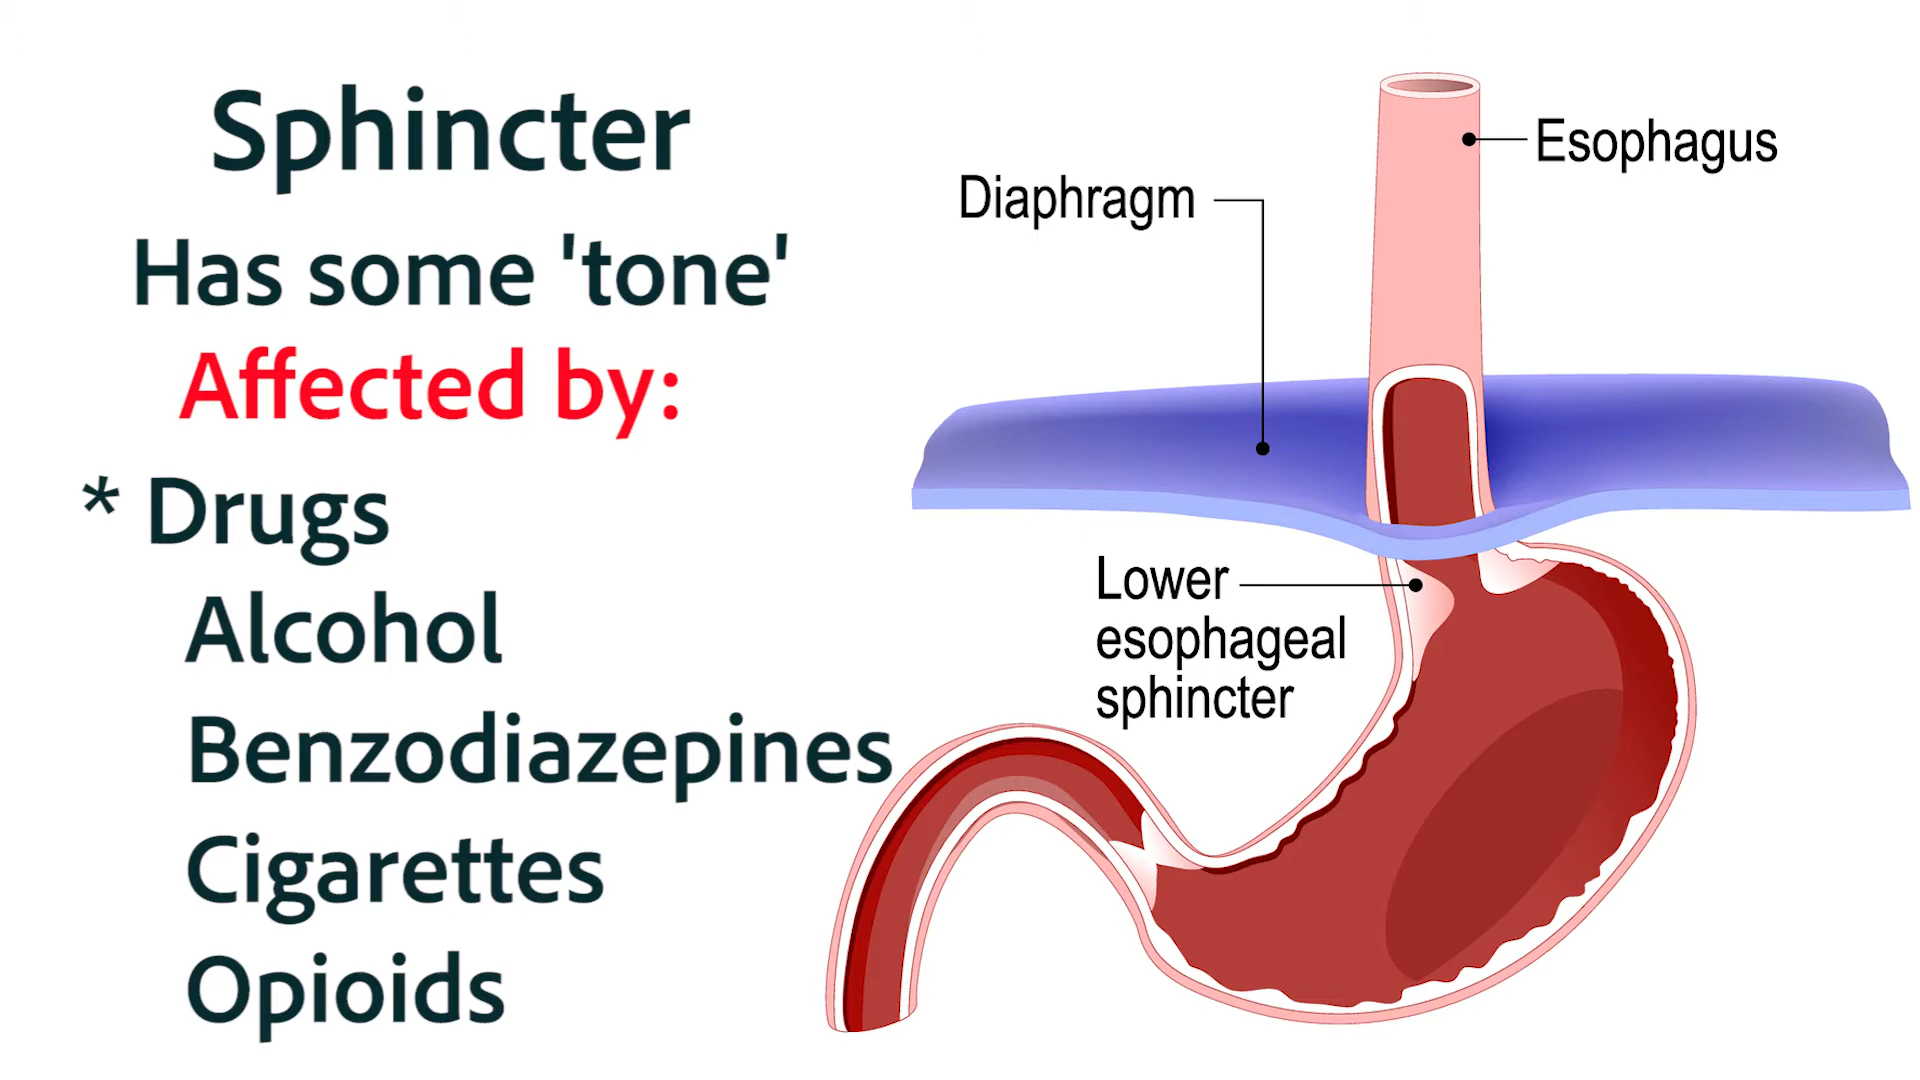 Sphincter
Has some 'tone'
Affected by:
* Drugs
Alcohol
Benzodiazepines
Cigarettes
Opioids
Esophagus
Diaphragm
Lower
esophageal
sphincter